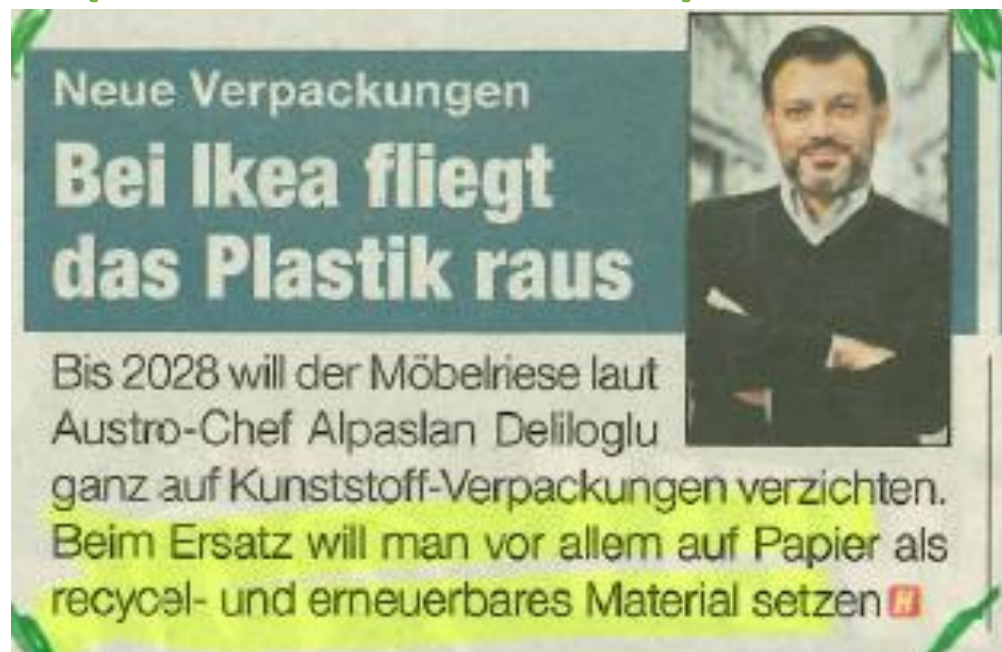 Neue Verpackungen
Bei Ikea fliegt
das Plastik raus
Bis 2028 will der Möbelriese laut
Austro-Chef Alpaslan Deliloglu
ganz auf Kunststoff-Verpackungen verzichten.
Beim Ersatz will man vor allem auf Papier als
recycel- und erneuerbares Material setzen H